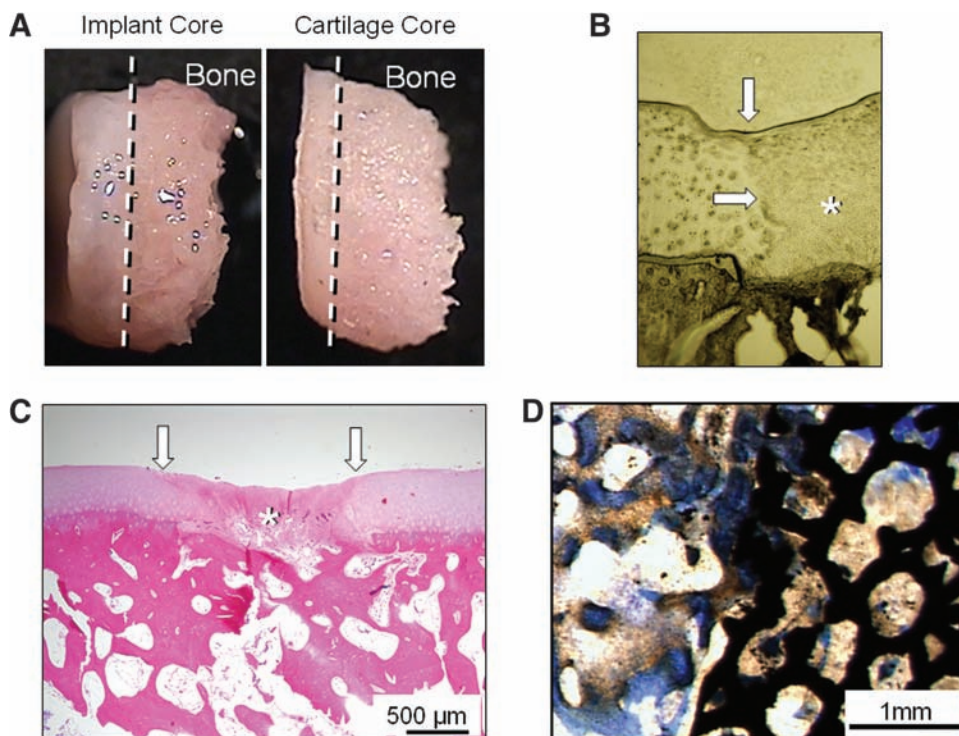 A
Implant Core
Cartilage Core
B
Bone
Bone
*
C
D
*
500 µm
1mm